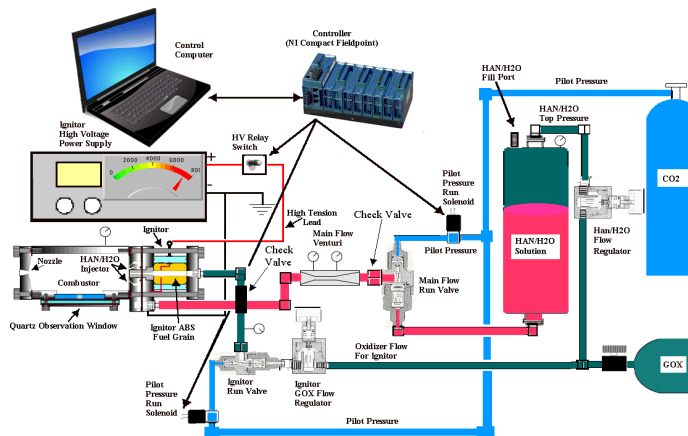 Control
Computer
Controller
(NI Compact Fieldpoint)
HAN/H2O
Fill Port
Pilot Pressure
HAN/H2O
Top Pressure
Ignitor
High Voltage
Power Supply
HV Relay
Switch
0
2000
4000
6000
800
+
-
Pilot
Pressure
Run
Solenoid
CO2
High Tension
Lead
Ignitor
Main Flow
Venturi
Check Valve
Pilot Pressure
HAN/H2O
Solution
Han/H2O
Flow
Regulator
Nozzle
HAN/H2O
Injector
Combustor
Check
Valve
Main Flow
Run Valve
Quartz Observation Window
Ignitor ABS
Fuel Grain
Oxidizer Flow
For Ignitor
GOX
Pilot
Pressure
Run
Solenoid
Ignitor
Run Valve
Ignitor
GOX Flow
Regulator
Pilot Pressure